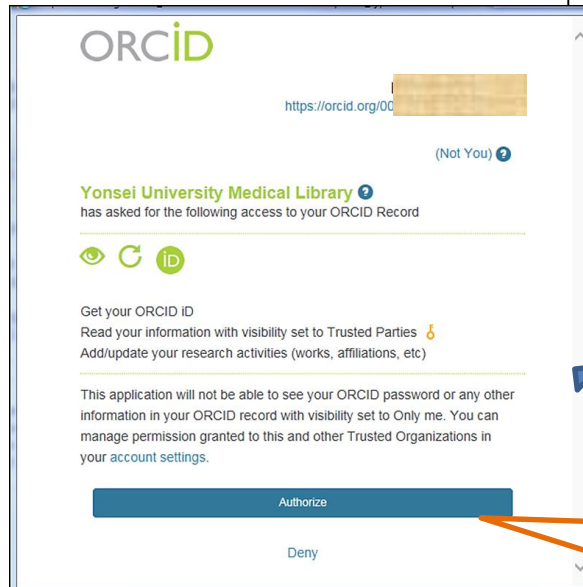 ORCiD
https://orcid.org/00
(Not You) ?
Yonsei University Medical Library ?
has asked for the following access to your ORCID Record
iD
Get your ORCID iD
Read your information with visibility set to Trusted Parties
Add/update your research activities (works, affiliations, etc)
This application will not be able to see your ORCID password or any other
information in your ORCID record with visibility set to Only me. You can
manage permission granted to this and other Trusted Organizations in
your account settings.
Authorize
Deny